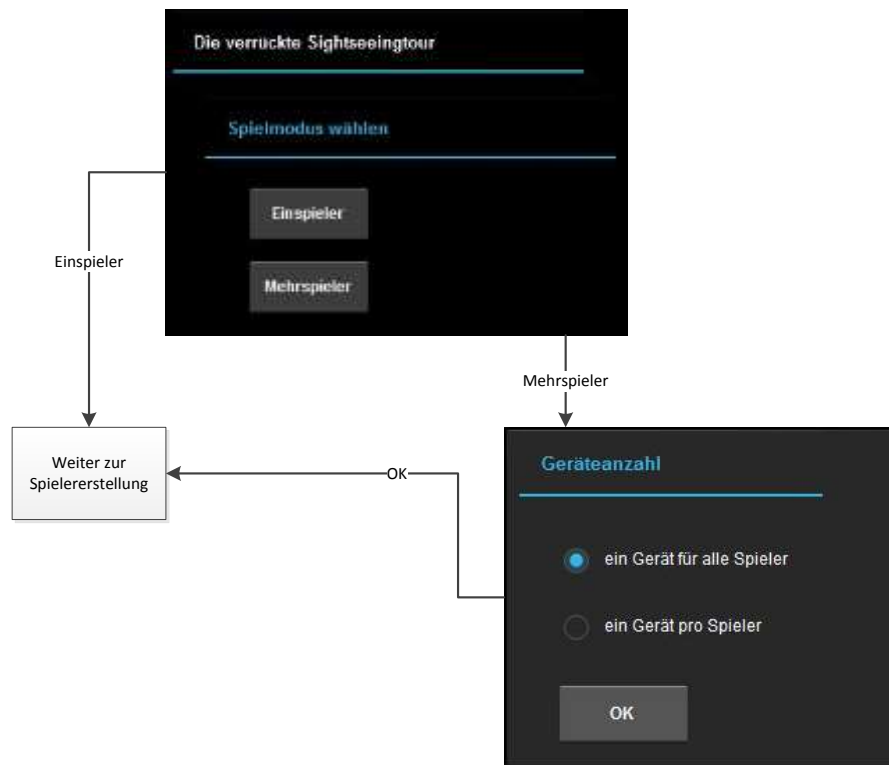 Die verrückte Sightseeingtour
Spielmodus wählen
Einspieler
Mehrspieler
Einspieler
Mehrspieler
Weiter zur
Spielererstellung
OK
Geräteanzahl
ein Gerät für alle Spieler
ein Gerät pro Spieler
OK